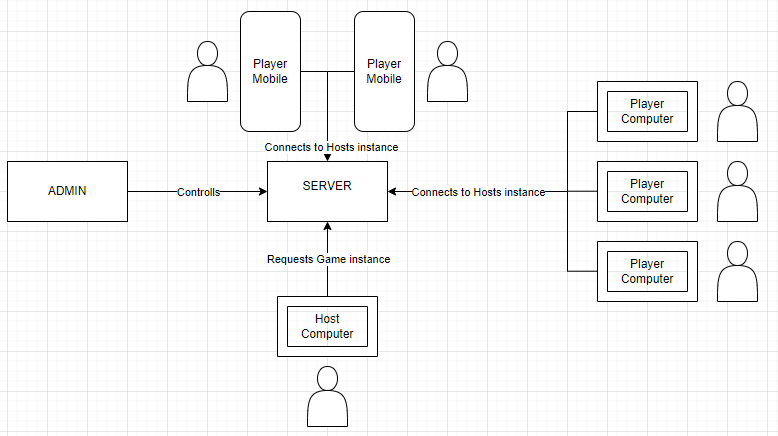 Player
Mobile
Player
Mobile
Connects to Hosts instance
Player
Computer
ADMIN
Controlls
SERVER
Connects to Hosts instance
Player
Computer
Player
Computer
Requests Game instance
Host
Computer